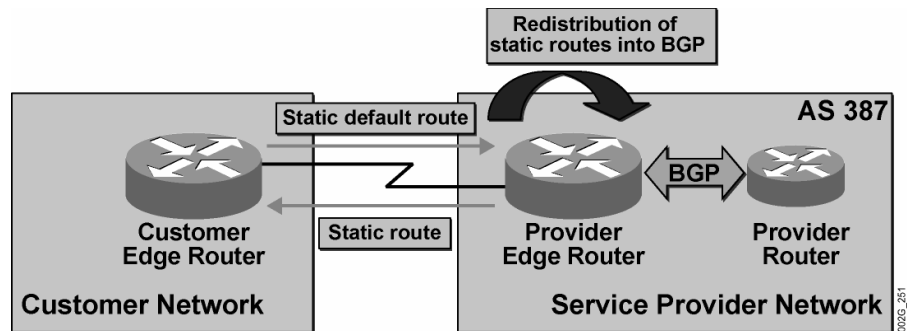 Redistribution of
static routes into BGP
AS 387
Static default route
BGP
Static route
Customer
Edge Router
Provider
Edge Router
Provider
Router
Customer Network
Service Provider Network
002G_251